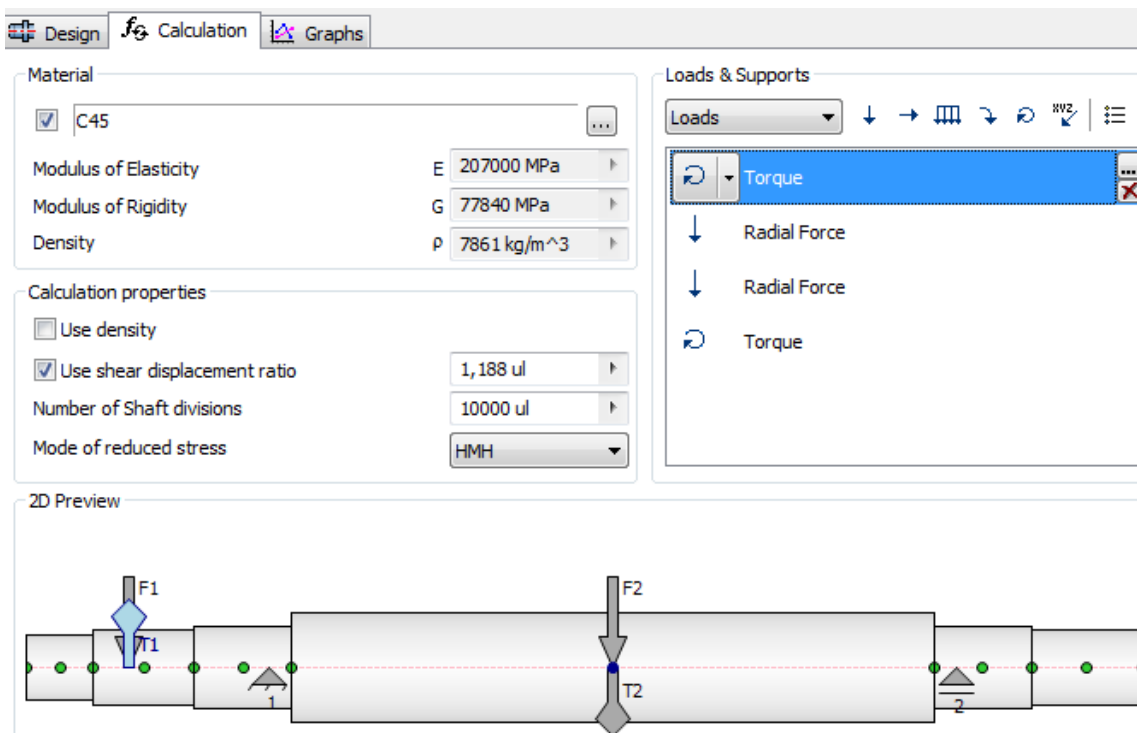 Design Calculation Graphs
Material
C45
...
Modulus of Elasticity E 207000 MPa
Modulus of Rigidity G 77840 MPa
Density ρ 7861 kg/m^3
Calculation properties
Use density
Use shear displacement ratio 1,188 ul
Number of Shaft divisions 10000 ul
Mode of reduced stress HMH
Loads & Supports
Loads
XYZ
Torque
...
Radial Force
Radial Force
Torque
2D Preview
F1 F2
T1
T2
1 2